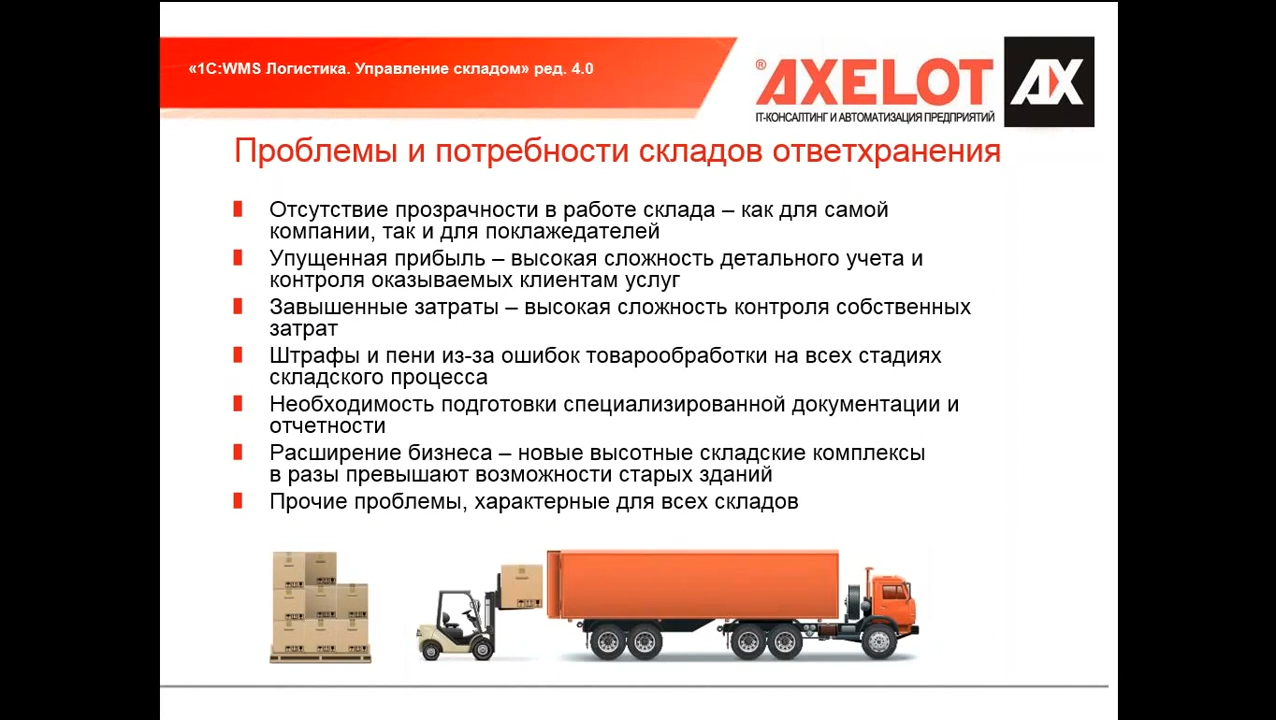 «1С:WMS Логистика. Управление складом» ред. 4.0
® AXELOT AX
IT-КОНСАЛТИНГ И АВТОМАТИЗАЦИЯ ПРЕДПРИЯТИЙ
Проблемы и потребности складов ответхранения
Отсутствие прозрачности в работе склада – как для самой
компании, так и для поклажедателей
Упущенная прибыль – высокая сложность детального учета и
контроля оказываемых клиентам услуг
Завышенные затраты – высокая сложность контроля собственных
затрат
Штрафы и пени из-за ошибок товарообработки на всех стадиях
складского процесса
Необходимость подготовки специализированной документации и
отчетности
Расширение бизнеса – новые высотные складские комплексы
в разы превышают возможности старых зданий
Прочие проблемы, характерные для всех складов